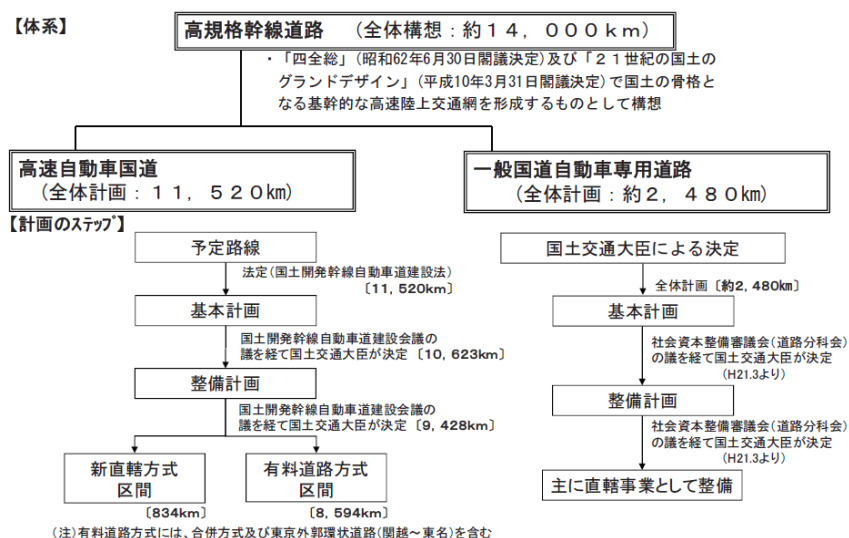 【体系】
高規格幹線道路　（全体構想：約１４，０００ｋｍ）
・「四全総」（昭和62年6月30日閣議決定）及び「２１世紀の国土の
グランドデザイン」（平成10年3月31日閣議決定）で国土の骨格と
なる基幹的な高速陸上交通網を形成するものとして構想
高速自動車国道
（全体計画：１１，５２０㎞）
一般国道自動車専用道路
（全体計画：約２，４８０㎞）
【計画のｽﾃｯﾌﾟ】
予定路線
法定（国土開発幹線自動車道建設法）
〔11，520km〕
基本計画
国土開発幹線自動車道建設会議の
議を経て国土交通大臣が決定〔10，623km〕
整備計画
国土開発幹線自動車道建設会議の
議を経て国土交通大臣が決定〔9，428km〕
新直轄方式
区間
〔834km〕
有料道路方式
区間
〔8，594km〕
国土交通大臣による決定
全体計画〔約2，480㎞〕
基本計画
社会資本整備審議会（道路分科会）
の議を経て国土交通大臣が決定
（H21.3より）
整備計画
社会資本整備審議会（道路分科会）
の議を経て国土交通大臣が決定
（H21.3より）
主に直轄事業として整備
（注）有料道路方式には、合併方式及び東京外郭環状道路（関越～東名）を含む